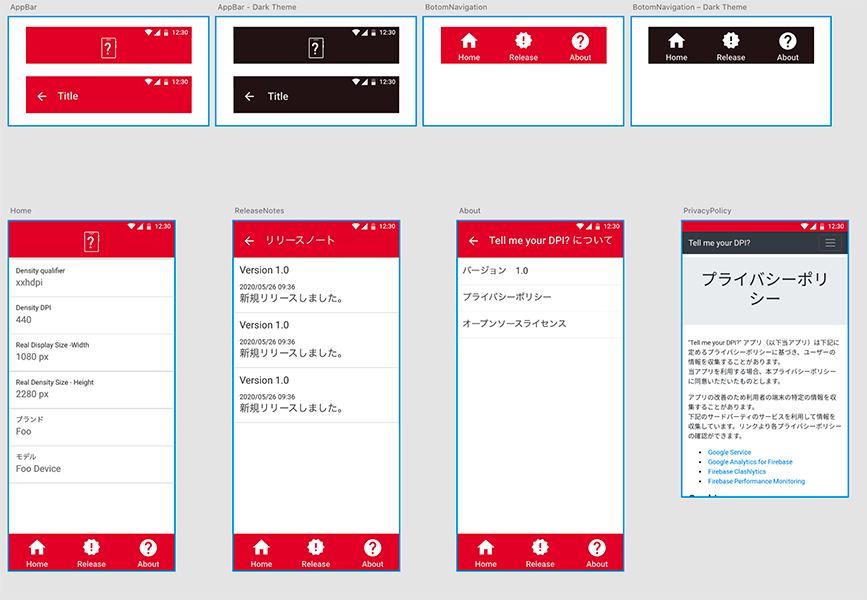 AppBar
AppBar - Dark Theme
BotomNavigation
BotomNavigation – Dark Theme
12:30
12:30
Home Release About
Home Release About
12:30
← Title
12:30
← Title
Home
12:30
Density qualifier
xxhdpi
Density DPI
440
Real Display Size -Width
1080 px
Real Density Size - Height
2280 px
ブランド
Foo
モデル
Foo Device
Home Release About
ReleaseNotes
12:30
← リリースノート
Version 1.0
2020/05/26 09:36
新規リリースしました。
Version 1.0
2020/05/26 09:36
新規リリースしました。
Version 1.0
2020/05/26 09:36
新規リリースしました。
Home Release About
About
12:30
← Tell me your DPI? について
バージョン 1.0
プライバシーポリシー
オープンソースライセンス
Home Release About
PrivacyPolicy
12:30
Tell me your DPI?
プライバシーポリ
シー
"Tell me your DPI?" アプリ（以下当アプリ）は下記に
定めるプライバシーポリシーに基づき、ユーザーの
情報を収集することがあります。
当アプリを利用する場合、本プライバシーポリシー
に同意いただいたものとします。
アプリの改善のため利用者の端末の特定の情報を収
集することがあります。
下記のサードパーティのサービスを利用して情報を
収集しています。リンクより各プライバシーポリシー
の確認ができます。
• Google Service
• Google Analytics for Firebase
• Firebase Clashlytics
• Firebase Performance Monitoring